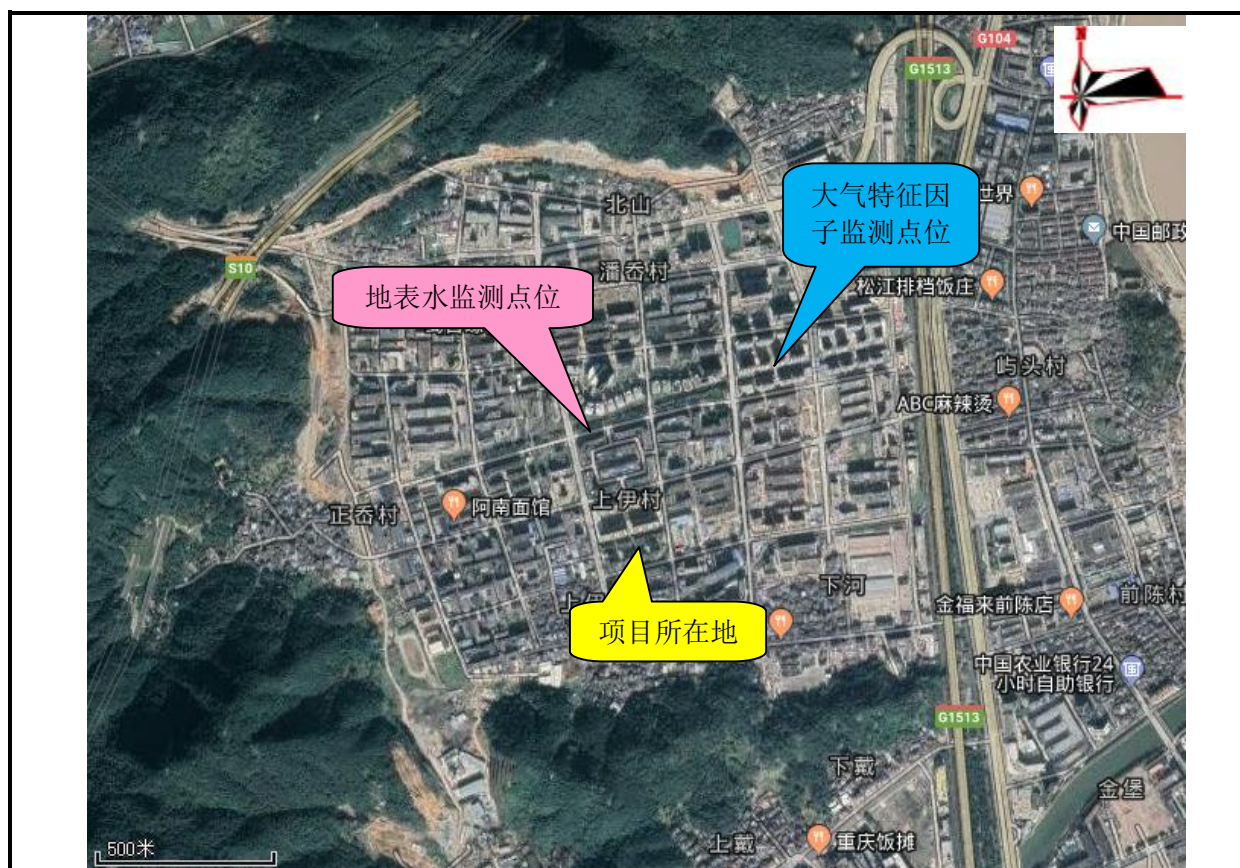 G104
G1513
N
北山
大气特征因
子监测点位
世界
中国邮政
潘岙村
S10
地表水监测点位
松江排档饭庄
屿头村
ABC麻辣烫
上伊村
正岙村
阿南面馆
下河
上伊
金福来前陈店
前陈村
项目所在地
中国农业银行24
小时自助银行
G1513
下戴
金堡
上戴
重庆饭摊
500米